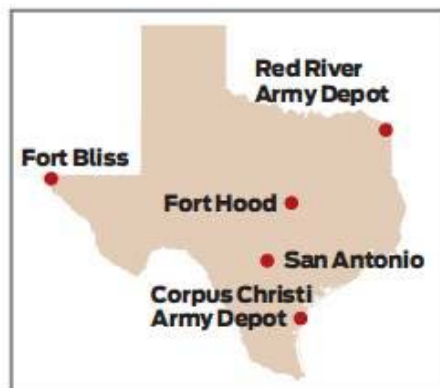 Red River
Army Depot
Fort Bliss
Fort Hood
San Antonio
Corpus Christi
Army Depot